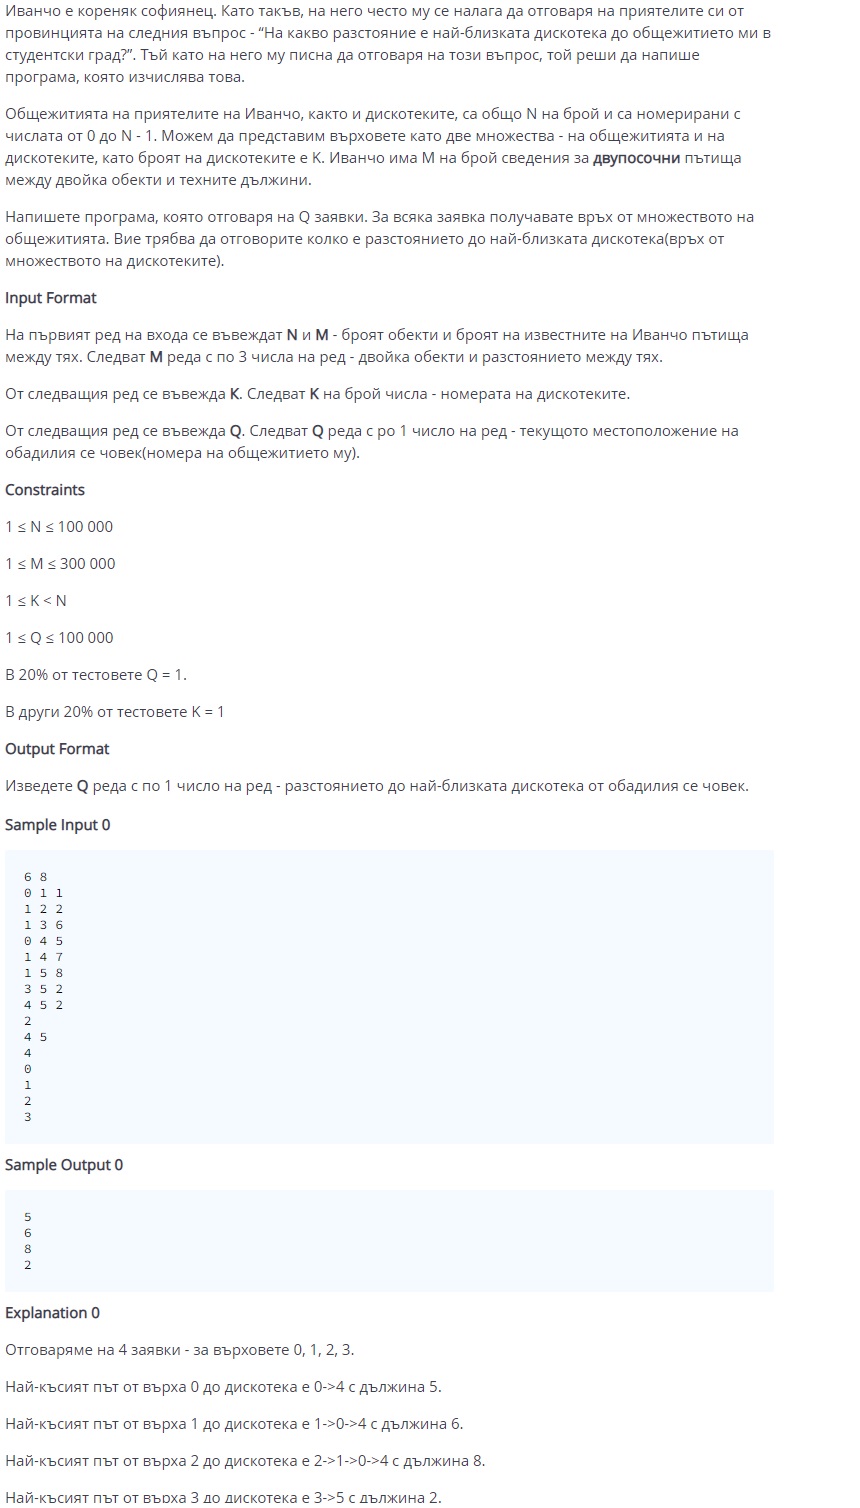 Иванчо е кореняк софиянец. Като такъв, на него често му се налага да отговаря на приятелите си от
провинцията на следния въпрос - “На какво разстояние е най-близката дискотека до общежитието ми в
студентски град?”. Тъй като на него му писна да отговаря на този въпрос, той реши да напише
програма, която изчислява това.
Общежитията на приятелите на Иванчо, както и дискотеките, са общо N на брой и са номерирани с
числата от 0 до N - 1. Можем да представим върховете като две множества - на общежитията и на
дискотеките, като броят на дискотеките е K. Иванчо има M на брой сведения за двупосочни пътища
между двойка обекти и техните дължини.
Напишете програма, която отговаря на Q заявки. За всяка заявка получавате връх от множеството на
общежитията. Вие трябва да отговорите колко е разстоянието до най-близката дискотека(връх от
множеството на дискотеките).
Input Format
На първият ред на входа се въвеждат N и M - броят обекти и броят на известните на Иванчо пътища
между тях. Следват M реда с по 3 числа на ред - двойка обекти и разстоянието между тях.
От следващия ред се въвежда K. Следват K на брой числа - номерата на дискотеките.
От следващия ред се въвежда Q. Следват Q реда с ро 1 число на ред - текущото местоположение на
обадилия се човек(номера на общежитието му).
Constraints
1 ≤ N ≤ 100 000
1 ≤ M ≤ 300 000
1 ≤ K < N
1 ≤ Q ≤ 100 000
В 20% от тестовете Q = 1.
В други 20% от тестовете K = 1
Output Format
Изведете Q реда с по 1 число на ред - разстоянието до най-близката дискотека от обадилия се човек.
Sample Input 0
6 8
0 1 1
1 2 2
1 3 6
0 4 5
1 4 7
1 5 8
3 5 2
4 5 2
2
4 5
4
0
1
2
3
Sample Output 0
5
6
8
2
Explanation 0
Отговаряме на 4 заявки - за върховете 0, 1, 2, 3.
Най-късият път от върха 0 до дискотека е 0->4 с дължина 5.
Най-късият път от върха 1 до дискотека е 1->0->4 с дължина 6.
Най-късият път от върха 2 до дискотека е 2->1->0->4 с дължина 8.
Най-късият път от върха 3 до дискотека е 3->5 с дължина 2.